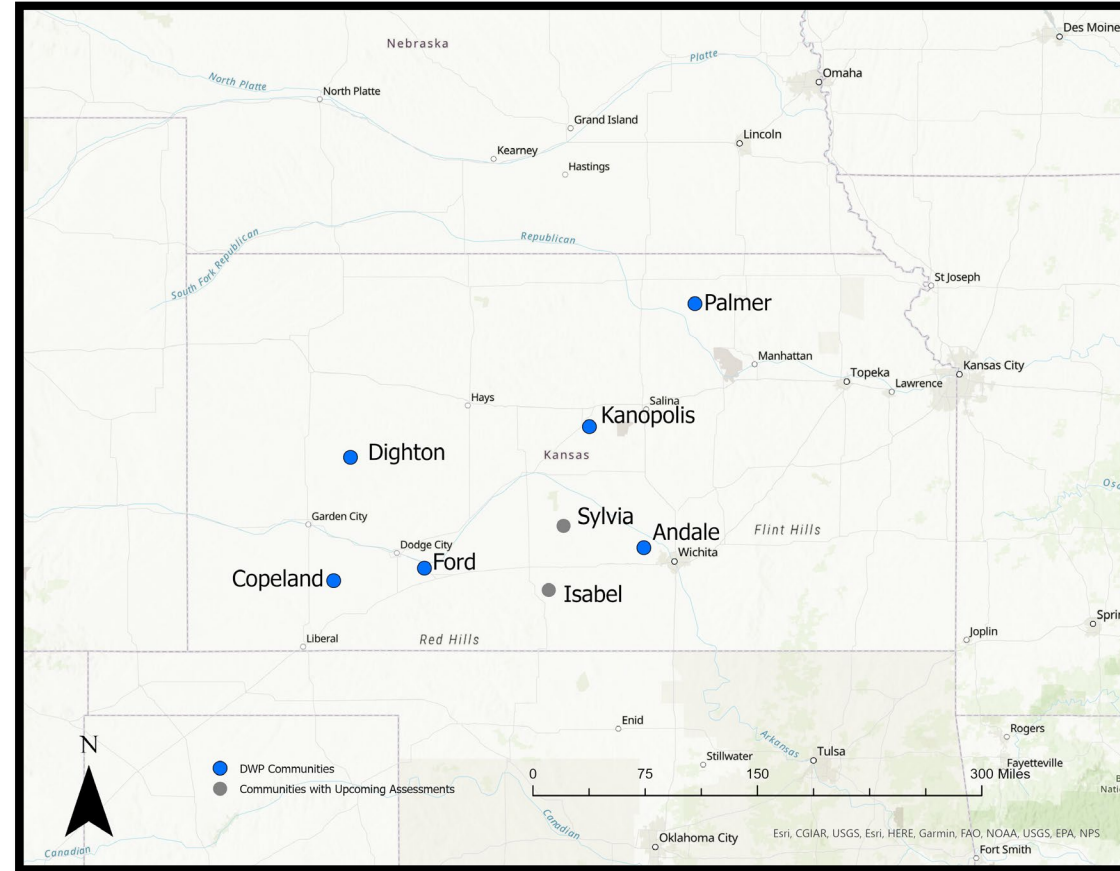 Des Moine
Nebraska
Platte
Omaha
North Platte
North Platte
Grand Island
Lincoln
Kearney
Hastings
Republican
South Fork Republican
St Joseph
Palmer
Manhattan
Kansas City
Topeka
Lawrence
Hays
Salina
Kanopolis
Dighton
Kansas
Osa
Garden City
Sylvia
Andale
Flint Hills
Dodge City
Wichita
Ford
Copeland
Isabel
Sprin
Joplin
Liberal
Red Hills
Enid
Rogers
N
Arkansas
Tulsa
Stillwater
Fayetteville
DWP Communities
0 75 150 300 Miles
Communities with Upcoming Assessments
B
Nati
Canadian
Esri, CGIAR, USGS, Esri, HERE, Garmin, FAO, NOAA, USGS, EPA, NPS
Oklahoma City
Canadian
Fort Smith